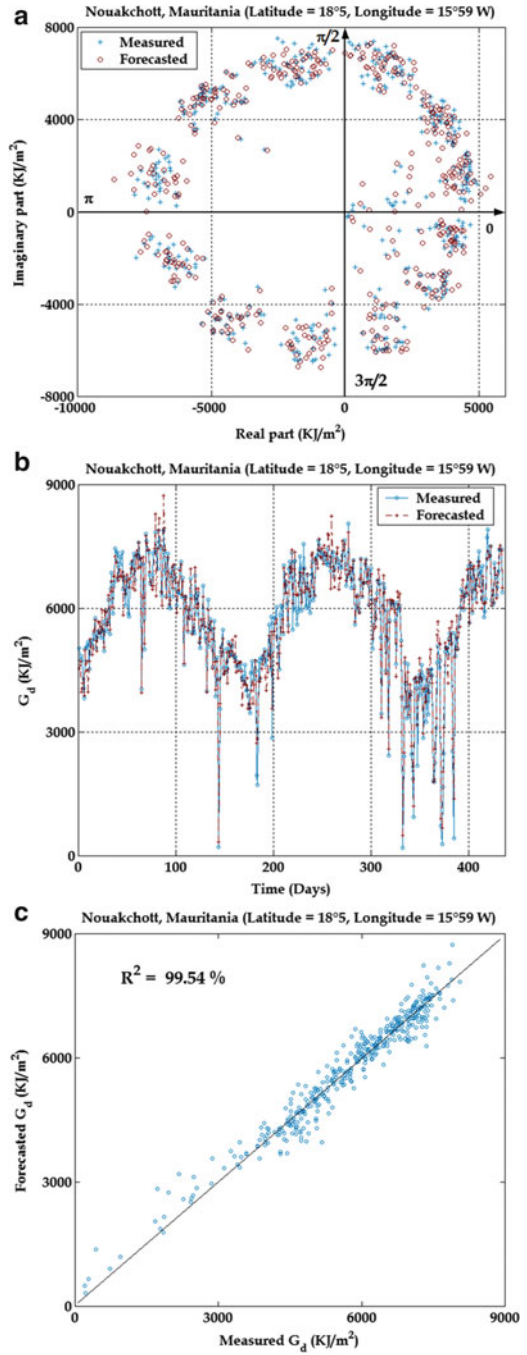 a
Nouakchott, Mauritania (Latitude = 18°5, Longitude = 15°59 W)
8000
4000
0
-4000
-8000
Imaginary part (KJ/m²)
Measured
Forecasted
π/2
π
0
3π/2
-10000 -5000 0 5000
Real part (KJ/m²)
b
Nouakchott, Mauritania (Latitude = 18°5, Longitude = 15°59 W)
9000
6000
3000
0
G_d (KJ/m²)
Measured
Forecasted
0 100 200 300 400
Time (Days)
c
Nouakchott, Mauritania (Latitude = 18°5, Longitude = 15°59 W)
9000
6000
3000
0
Forecasted G_d (KJ/m²)
R² = 99.54 %
0 3000 6000 9000
Measured G_d (KJ/m²)